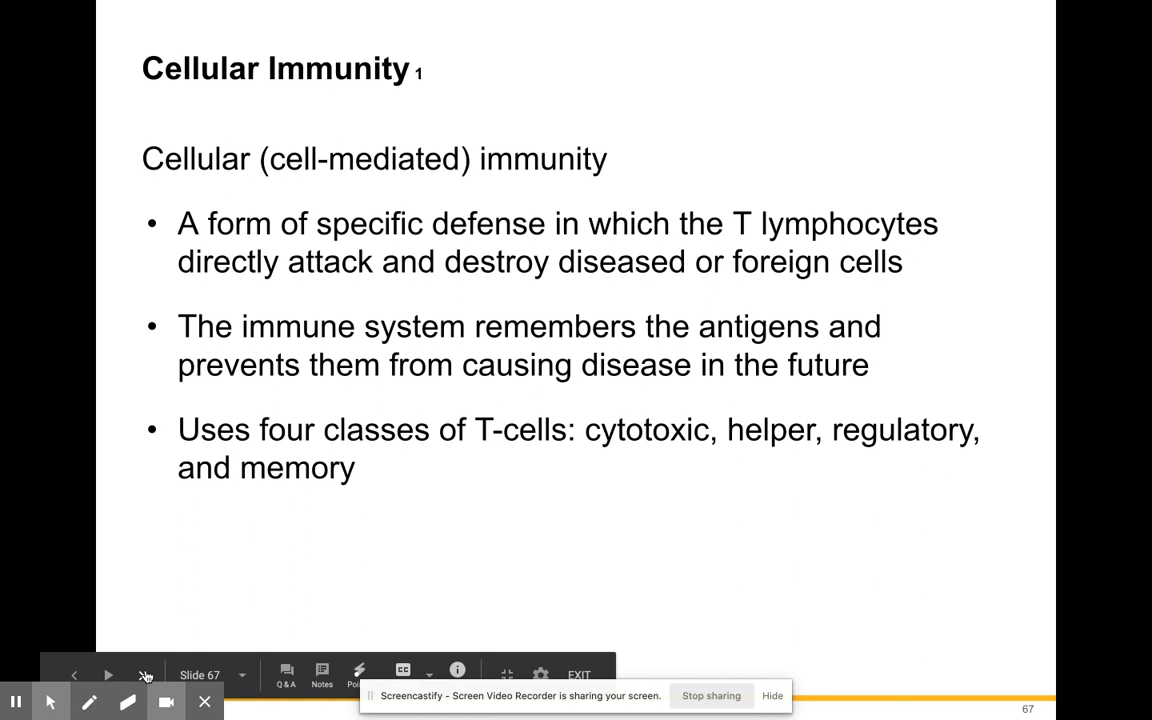 Cellular Immunity 1
Cellular (cell-mediated) immunity
• A form of specific defense in which the T lymphocytes
directly attack and destroy diseased or foreign cells
• The immune system remembers the antigens and
prevents them from causing disease in the future
• Uses four classes of T-cells: cytotoxic, helper, regulatory,
and memory
Slide 67
Q & A
Notes
CC
EXIT
Screencastify - Screen Video Recorder is sharing your screen.
Stop sharing
Hide
67